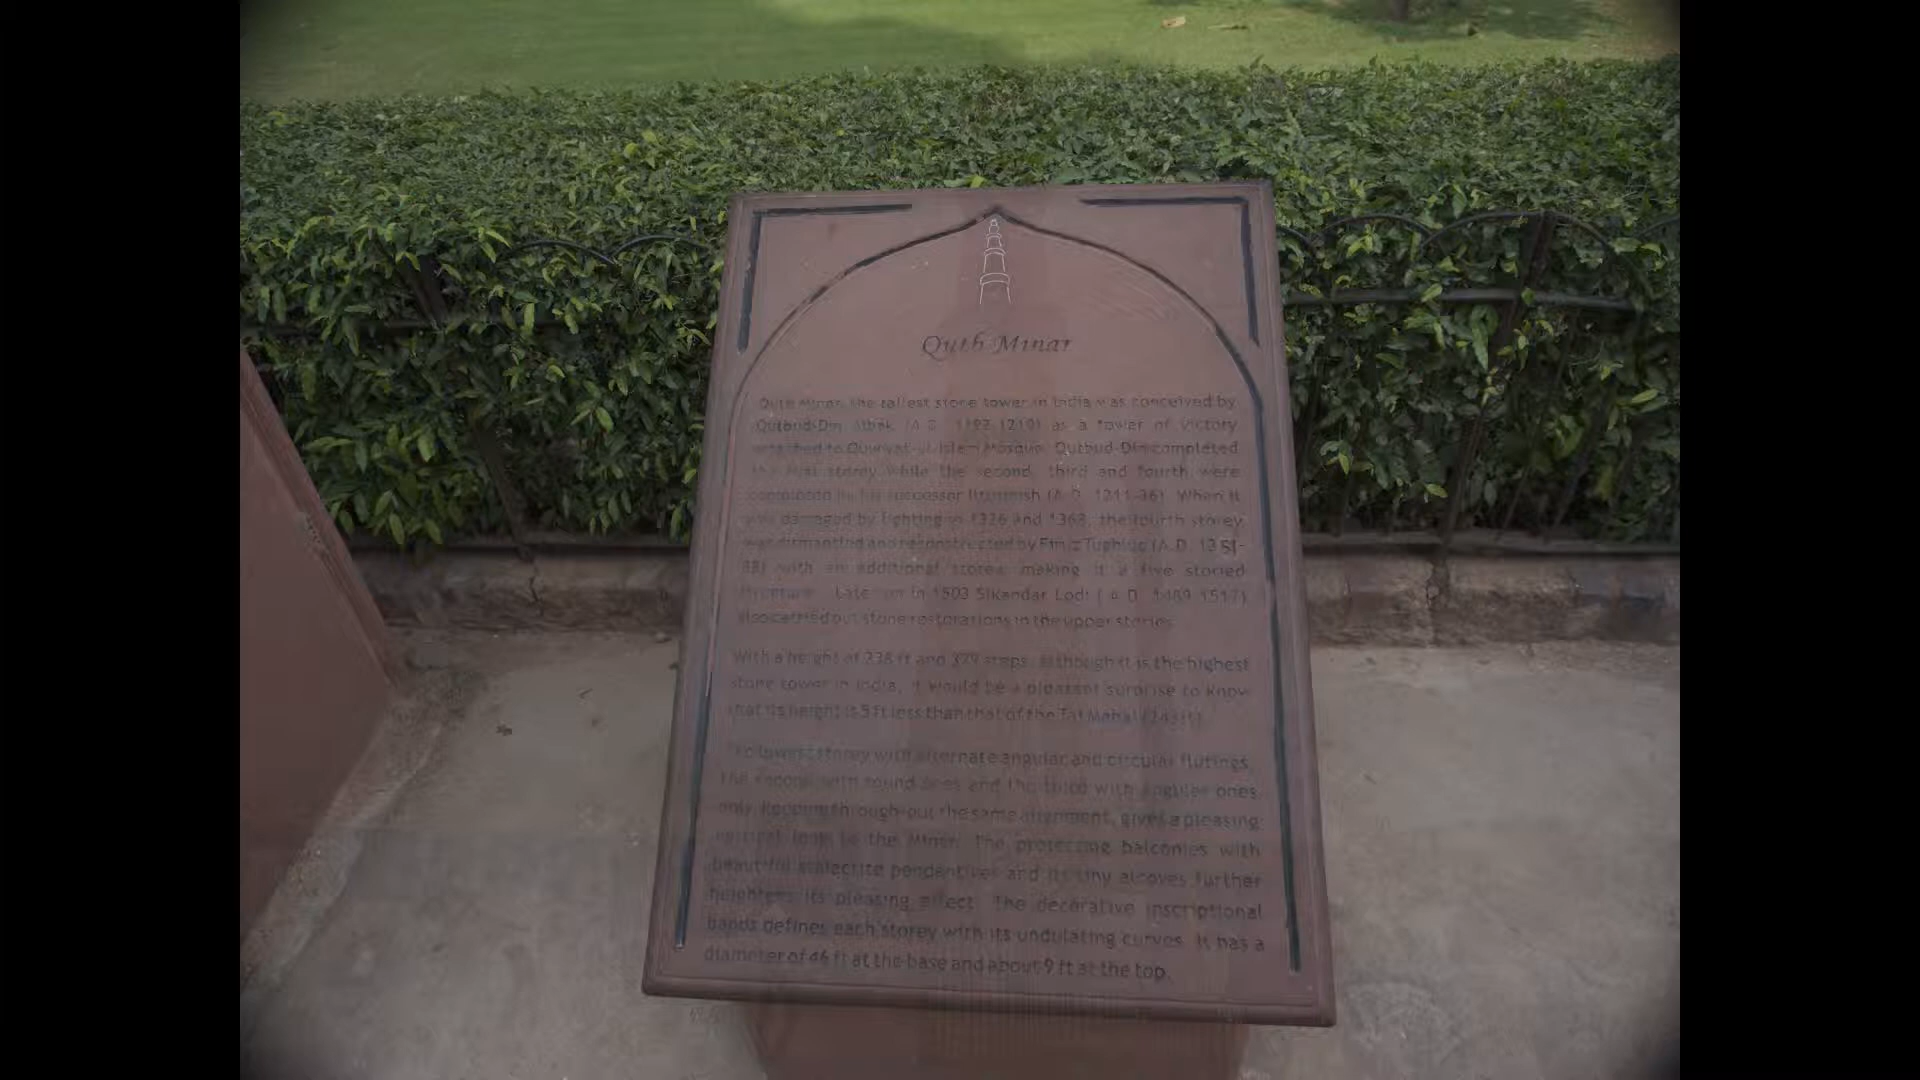 Qutb Minar
Qutb Minar, the tallest stone tower in India was conceived by
Qutbud-Din Aibak (A.D. 1192-1210) as a tower of victory
attached to Quwwat-ul-Islam Mosque. Qutbud-Din completed
the first storey while the second, third and fourth were
completed by his successor Iltutmish (A.D. 1211-36). When it
was damaged by lighting in 1326 and 1368, the fourth storey
was dismantled and reconstructed by Firuz Tughluq (A.D. 1351-
88) with an additional storey making it a five storied
structure. Later on in 1503 Sikandar Lodi (A.D. 1489-1517)
also carried out stone restorations in the upper stories.
With a height of 238 ft and 379 steps, although it is the highest
stone tower in India, it would be a pleasant surprise to know
that its height is 5 ft less than that of the Taj Mahal (243 ft).
lowest storey with alternate angular and circular flutings,
the second with round ones and the third with angular ones
only, keeping through-out the same alignment, gives a pleasing
vertical look to the Minar. The protecting balconies with
beautiful stalactite pendentives and its tiny alcoves further
heightens its pleasing effect. The decorative inscriptional
bands defines each storey with its undulating curves. It has a
diameter of 46 ft at the base and about 9 ft at the top.